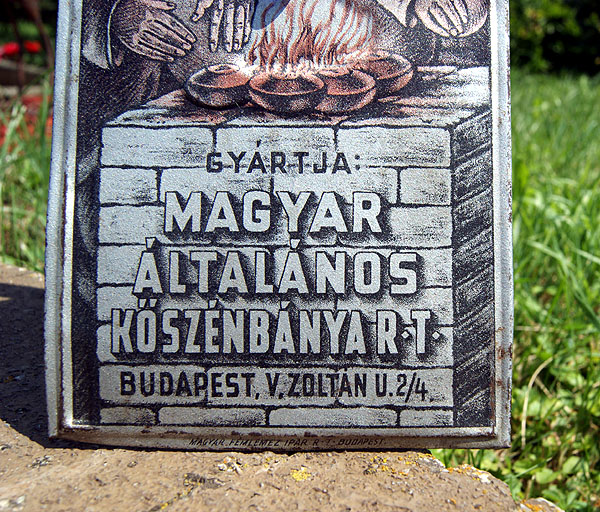 GYÁRTJA:
MAGYAR
ÁLTALÁNOS
KŐSZÉNBÁNYA R·T·
BUDAPEST, V, ZOLTÁN U. 2/4.
MAGYAR FÉMLEMEZ IPAR R·T·BUDAPEST.